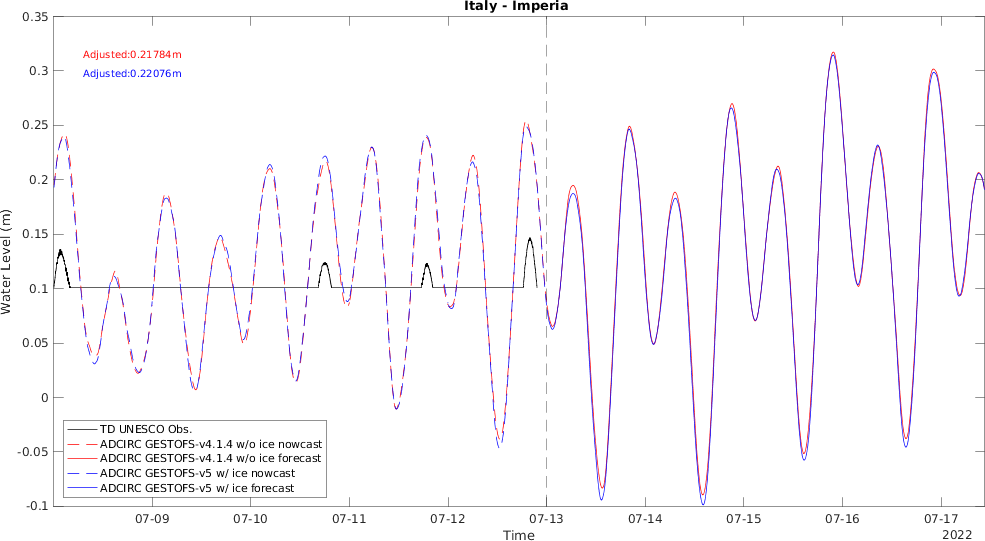 Italy - Imperia
0.35
0.3
0.25
0.2
0.15
0.1
0.05
0
-0.05
-0.1
Water Level (m)
Adjusted:0.21784m
Adjusted:0.22076m
TD UNESCO Obs.
ADCIRC GESTOFS-v4.1.4 w/o ice nowcast
ADCIRC GESTOFS-v4.1.4 w/o ice forecast
ADCIRC GESTOFS-v5 w/ ice nowcast
ADCIRC GESTOFS-v5 w/ ice forecast
07-09 07-10 07-11 07-12 07-13 07-14 07-15 07-16 07-17
Time
2022